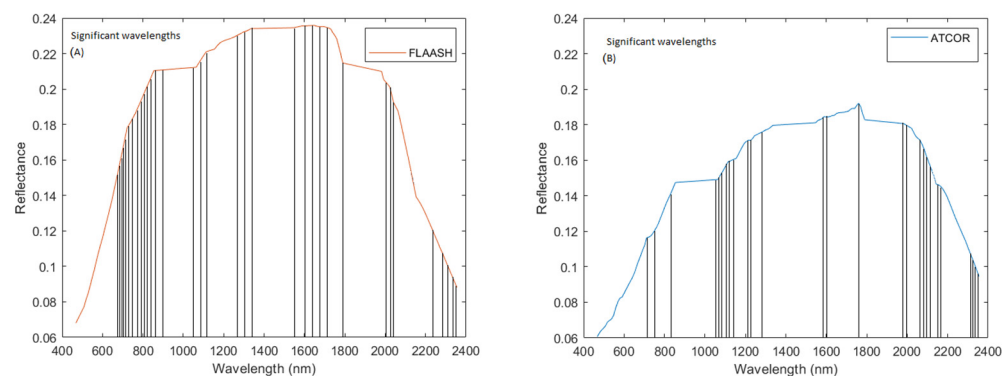 Significant wavelengths
(A)
FLAASH
Reflectance
0.24
0.22
0.2
0.18
0.16
0.14
0.12
0.1
0.08
0.06
400 600 800 1000 1200 1400 1600 1800 2000 2200 2400
Wavelength (nm)
Significant wavelengths
(B)
ATCOR
Reflectance
0.24
0.22
0.2
0.18
0.16
0.14
0.12
0.1
0.08
0.06
400 600 800 1000 1200 1400 1600 1800 2000 2200 2400
Wavelength (nm)